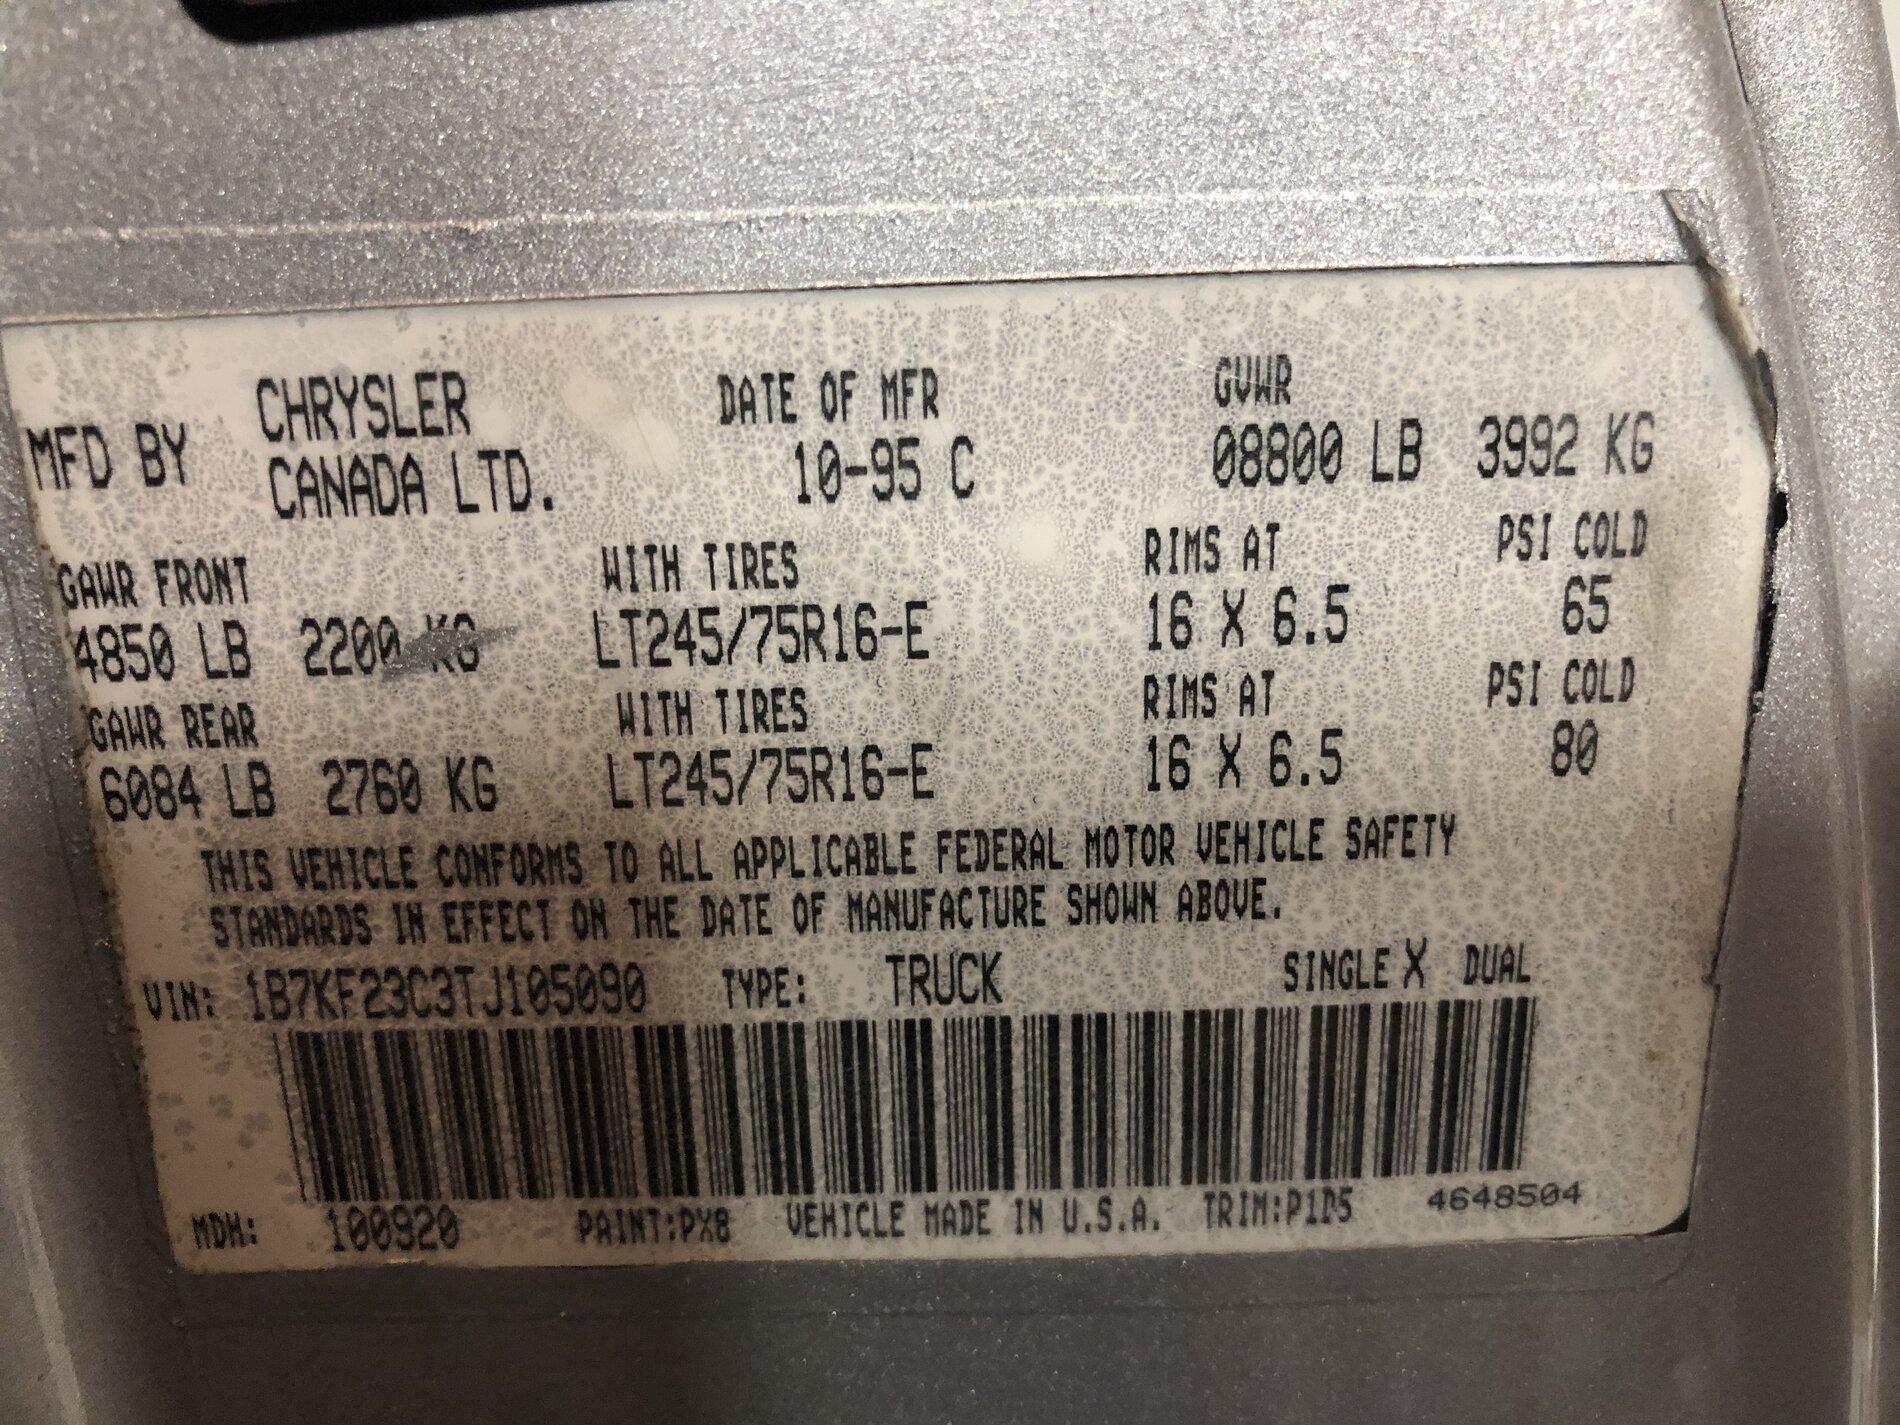 MFD BY CHRYSLER CANADA LTD. DATE OF MFR 10-95 C GVWR 08800 LB 3992 KG
GAWR FRONT WITH TIRES RIMS AT PSI COLD
4850 LB 2200 KG LT245/75R16-E 16 X 6.5 65
GAWR REAR WITH TIRES RIMS AT PSI COLD
6084 LB 2760 KG LT245/75R16-E 16 X 6.5 80
THIS VEHICLE CONFORMS TO ALL APPLICABLE FEDERAL MOTOR VEHICLE SAFETY
STANDARDS IN EFFECT ON THE DATE OF MANUFACTURE SHOWN ABOVE.
VIN: 1B7KF23C3TJ105090 TYPE: TRUCK SINGLE X DUAL
MDH: 100920 PAINT:PX8 VEHICLE MADE IN U.S.A. TRIM:P1D5 4648504